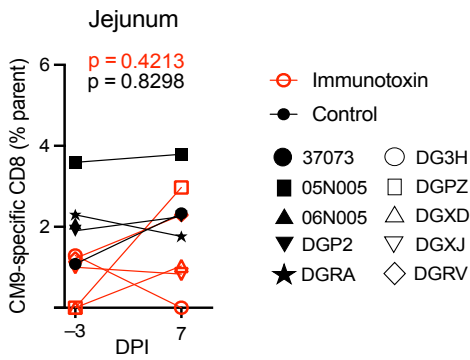 Jejunum
p = 0.4213
p = 0.8298
CM9-specific CD8 (% parent)
6
4
2
−3
7
DPI
Immunotoxin
Control
37073
DG3H
05N005
DGPZ
06N005
DGXD
DGP2
DGXJ
DGRA
DGRV